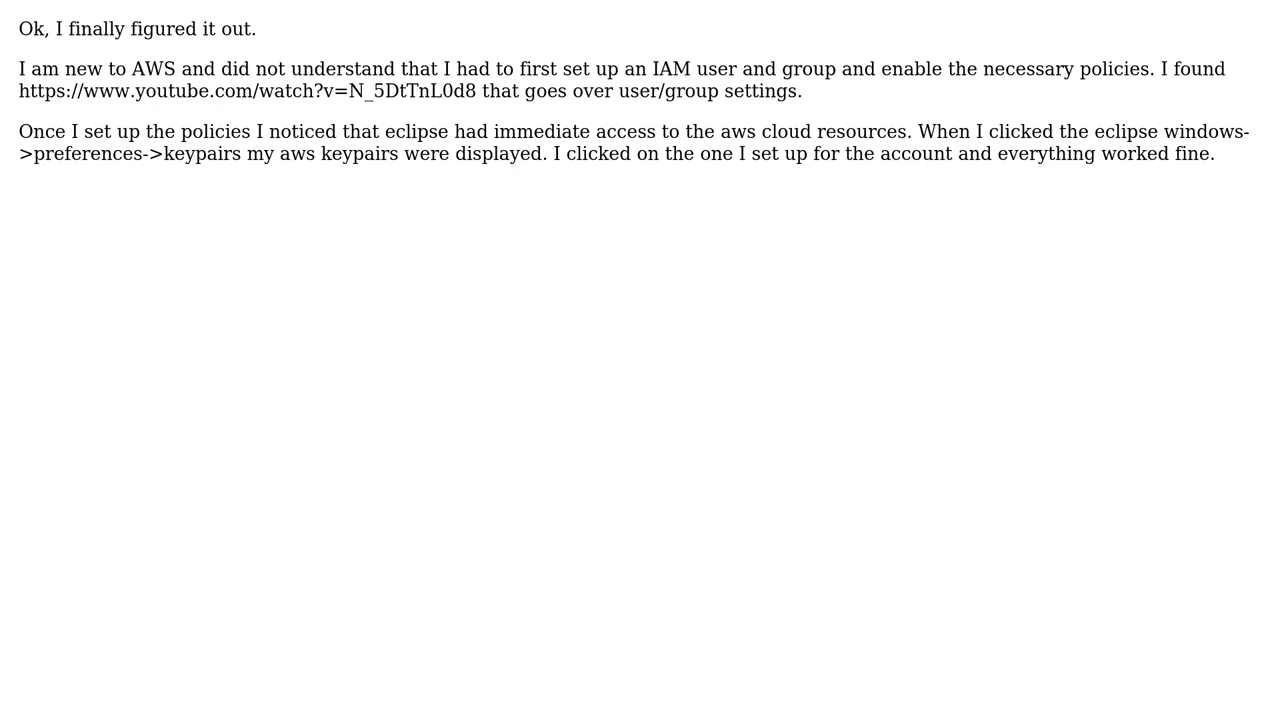 Ok, I finally figured it out.
I am new to AWS and did not understand that I had to first set up an IAM user and group and enable the necessary policies. I found
https://www.youtube.com/watch?v=N_5DtTnL0d8 that goes over user/group settings.
Once I set up the policies I noticed that eclipse had immediate access to the aws cloud resources. When I clicked the eclipse windows-
>preferences->keypairs my aws keypairs were displayed. I clicked on the one I set up for the account and everything worked fine.